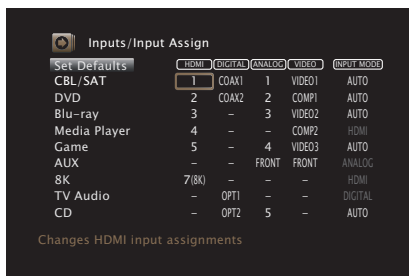 Inputs/Input Assign
Set Defaults HDMI DIGITAL ANALOG VIDEO INPUT MODE
CBL/SAT 1 COAX1 1 VIDEO1 AUTO
DVD 2 COAX2 2 COMP1 AUTO
Blu-ray 3 – 3 VIDEO2 AUTO
Media Player 4 – – COMP2 HDMI
Game 5 – 4 VIDEO3 AUTO
AUX – – FRONT FRONT ANALOG
8K 7(8K) – – – HDMI
TV Audio – OPT1 – – DIGITAL
CD – OPT2 5 – AUTO
Changes HDMI input assignments